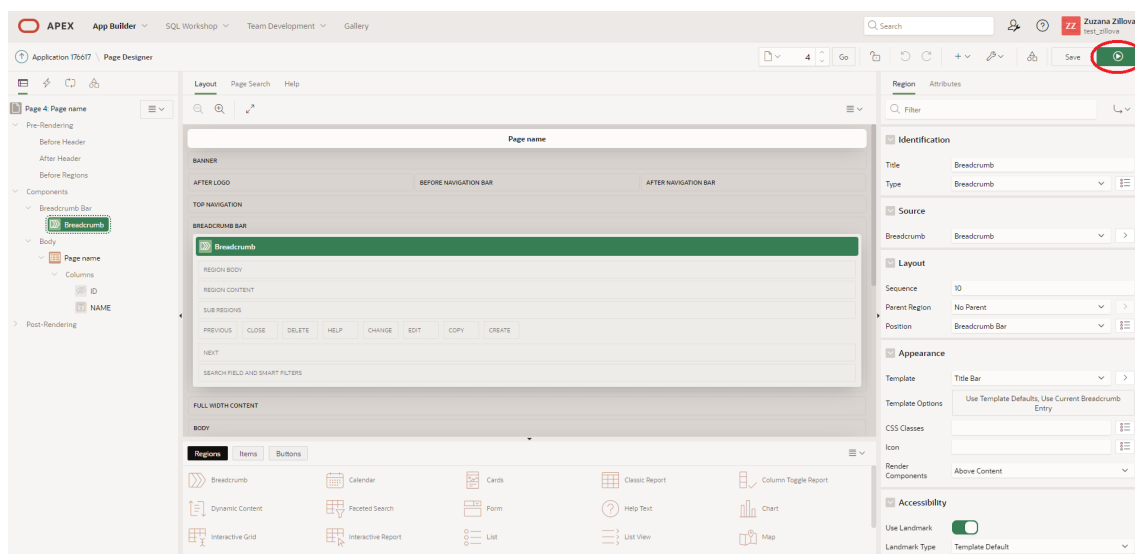 APEX App Builder SQL Workshop Team Development Gallery Search ZZ Zuzana Zillova
test_zillova
Application 176617 \ Page Designer 4 Go Save
Layout Page Search Help Region Attributes
Page 4: Page name Filter
Pre-Rendering
Before Header
After Header
Before Regions
Components
Breadcrumb Bar
Breadcrumb
Body
Page name
Columns
ID
NAME
Post-Rendering
Page name
BANNER
AFTER LOGO BEFORE NAVIGATION BAR AFTER NAVIGATION BAR
TOP NAVIGATION
BREADCRUMB BAR
Breadcrumb
REGION BODY
REGION CONTENT
SUB REGIONS
PREVIOUS CLOSE DELETE HELP CHANGE EDIT COPY CREATE
NEXT
SEARCH FIELD AND SMART FILTERS
FULL WIDTH CONTENT
BODY
Regions Items Buttons
Breadcrumb Calendar Cards Classic Report Column Toggle Report
Dynamic Content Faceted Search Form Help Text Chart
Interactive Grid Interactive Report List List View Map
Identification
Title Breadcrumb
Type Breadcrumb
Source
Breadcrumb Breadcrumb
Layout
Sequence 10
Parent Region No Parent
Position Breadcrumb Bar
Appearance
Template Title Bar
Template Options Use Template Defaults, Use Current Breadcrumb
Entry
CSS Classes
Icon
Render
Components Above Content
Accessibility
Use Landmark
Landmark Type Template Default